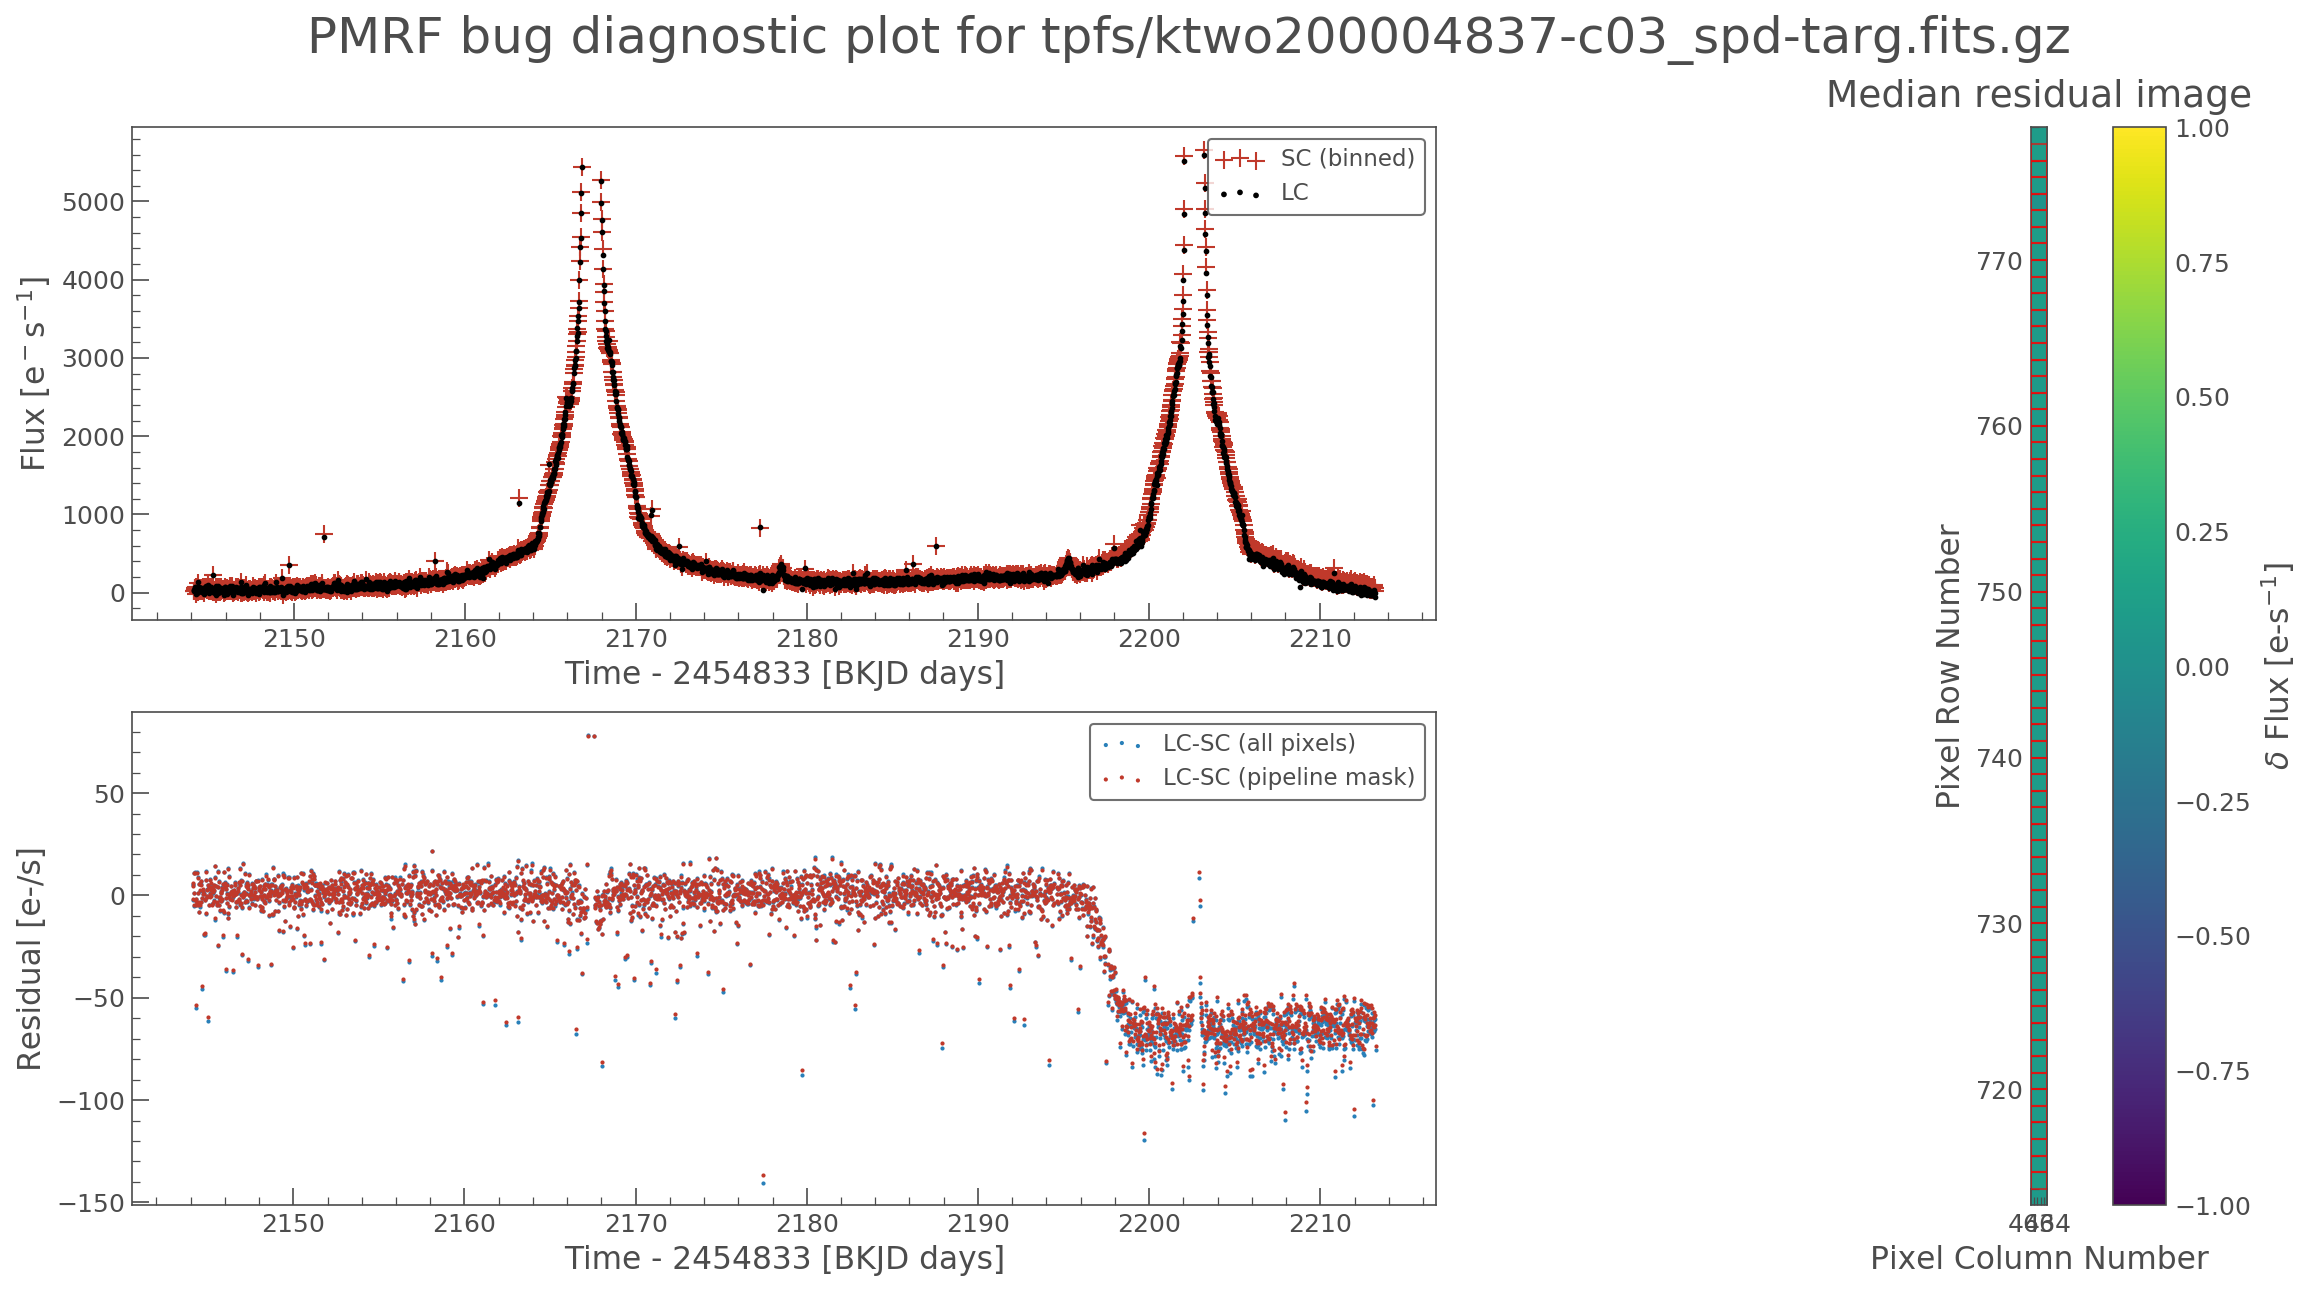 PMRF bug diagnostic plot for tpfs/ktwo200004837-c03_spd-targ.fits.gz
Flux [e⁻ s⁻¹]
5000
4000
3000
2000
1000
0
SC (binned)
LC
2150 2160 2170 2180 2190 2200 2210
Time - 2454833 [BKJD days]
Residual [e-/s]
50
0
−50
−100
−150
LC-SC (all pixels)
LC-SC (pipeline mask)
2150 2160 2170 2180 2190 2200 2210
Time - 2454833 [BKJD days]
Median residual image
Pixel Row Number
770
760
750
740
730
720
Pixel Column Number
1.00
0.75
0.50
0.25
0.00
−0.25
−0.50
−0.75
−1.00
δ Flux [e-s⁻¹]